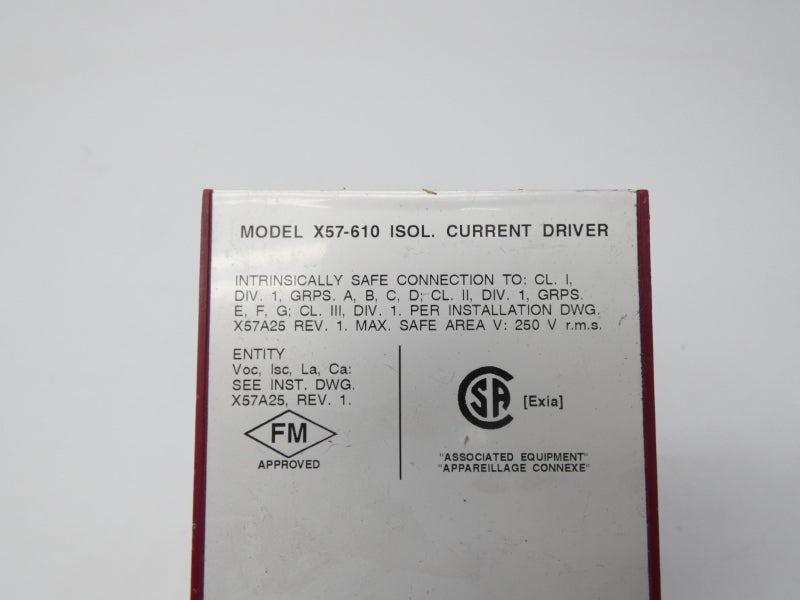 MODEL X57-610 ISOL. CURRENT DRIVER
INTRINSICALLY SAFE CONNECTION TO: CL. I,
DIV. 1, GRPS. A, B, C, D; CL. II, DIV. 1, GRPS.
E, F, G; CL. III, DIV. 1. PER INSTALLATION DWG.
X57A25 REV. 1. MAX. SAFE AREA V: 250 V r.m.s.
ENTITY
Voc, Isc, La, Ca:
SEE INST. DWG.
X57A25, REV. 1.
FM
APPROVED
CSA [Exia]
"ASSOCIATED EQUIPMENT"
"APPAREILLAGE CONNEXE"